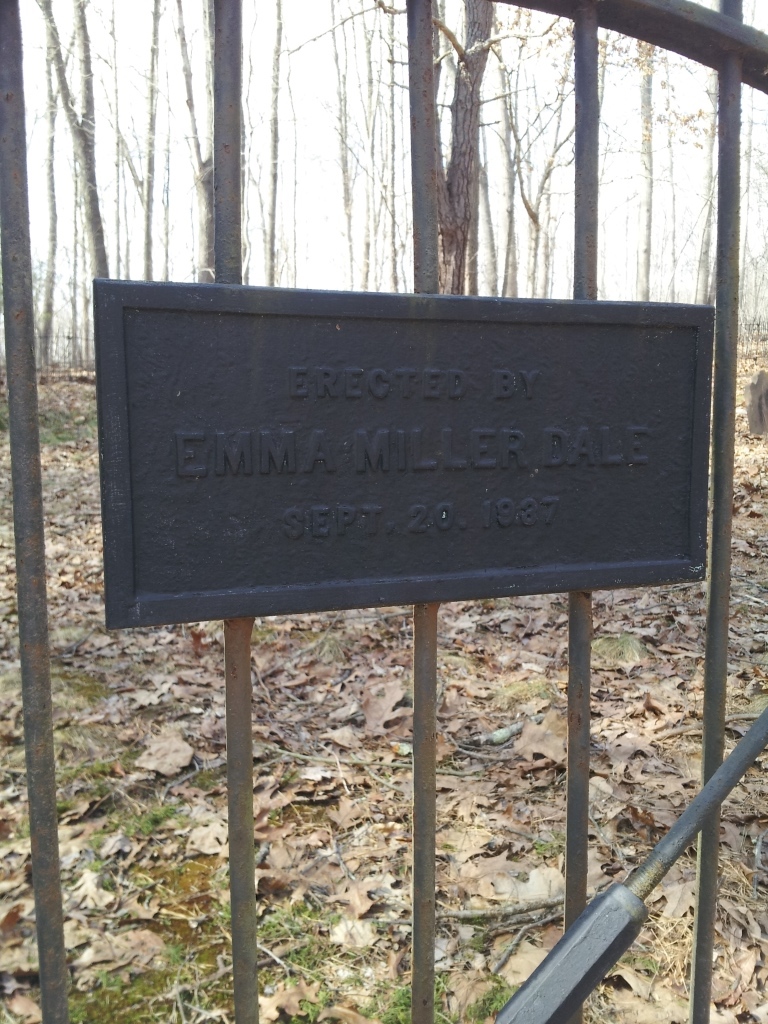 ERECTED BY
EMMA MILLER DALE
SEPT. 20. 1937